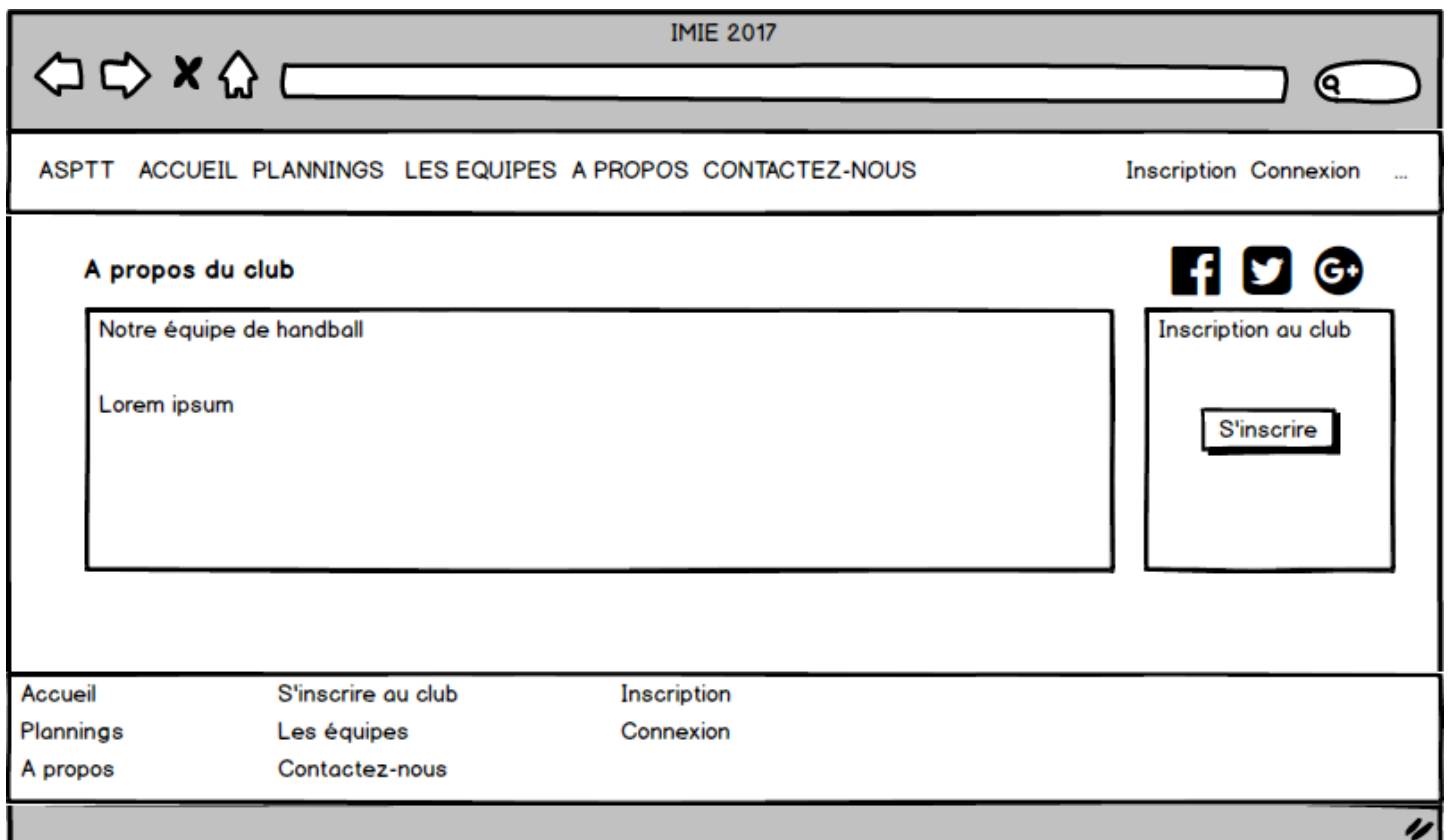 IMIE 2017
ASPTT ACCUEIL PLANNINGS LES EQUIPES A PROPOS CONTACTEZ-NOUS Inscription Connexion ...
A propos du club
Notre équipe de handball
Lorem ipsum
Inscription au club
S'inscrire
Accueil S'inscrire au club Inscription
Plannings Les équipes Connexion
A propos Contactez-nous